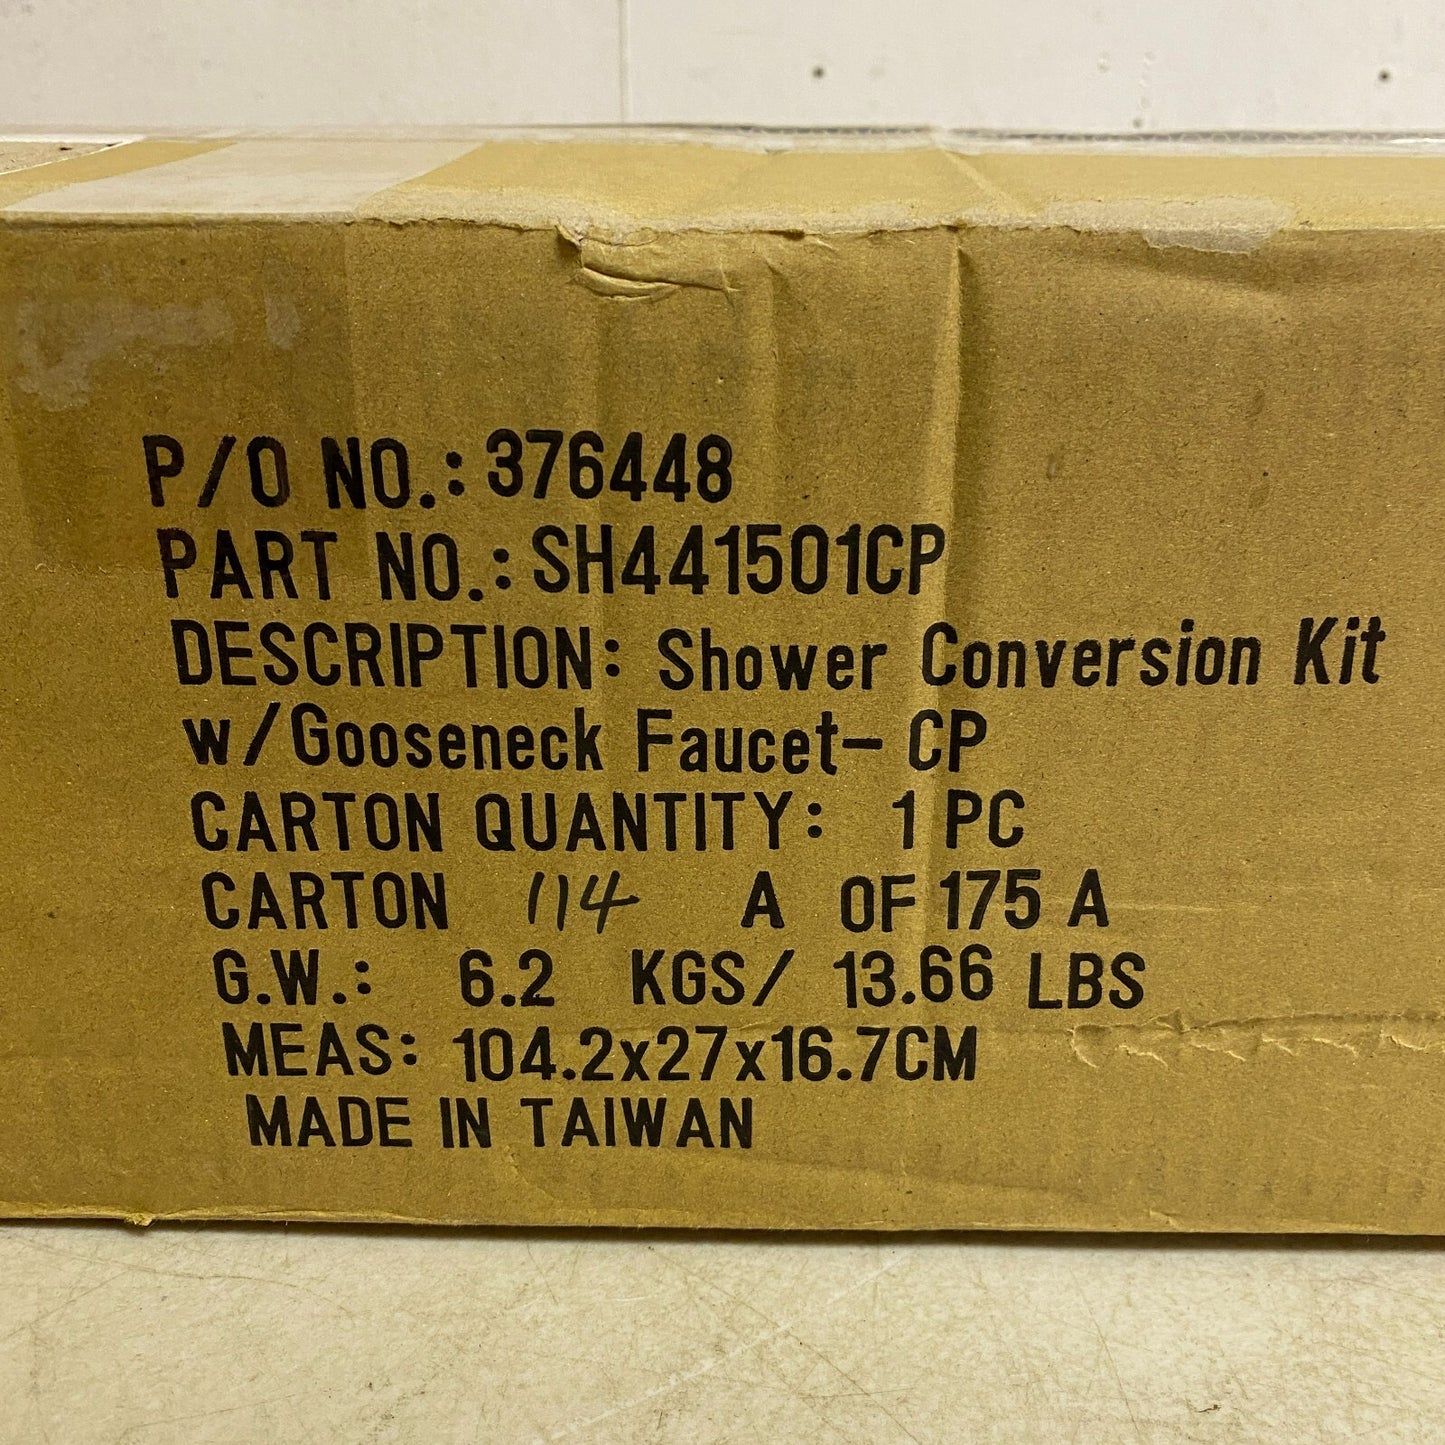 P/O NO.: 376448
PART NO.: SH441501CP
DESCRIPTION: Shower Conversion Kit
w/Gooseneck Faucet- CP
CARTON QUANTITY: 1 PC
CARTON 114 A OF 175 A
G.W.: 6.2 KGS/ 13.66 LBS
MEAS: 104.2x27x16.7CM
MADE IN TAIWAN